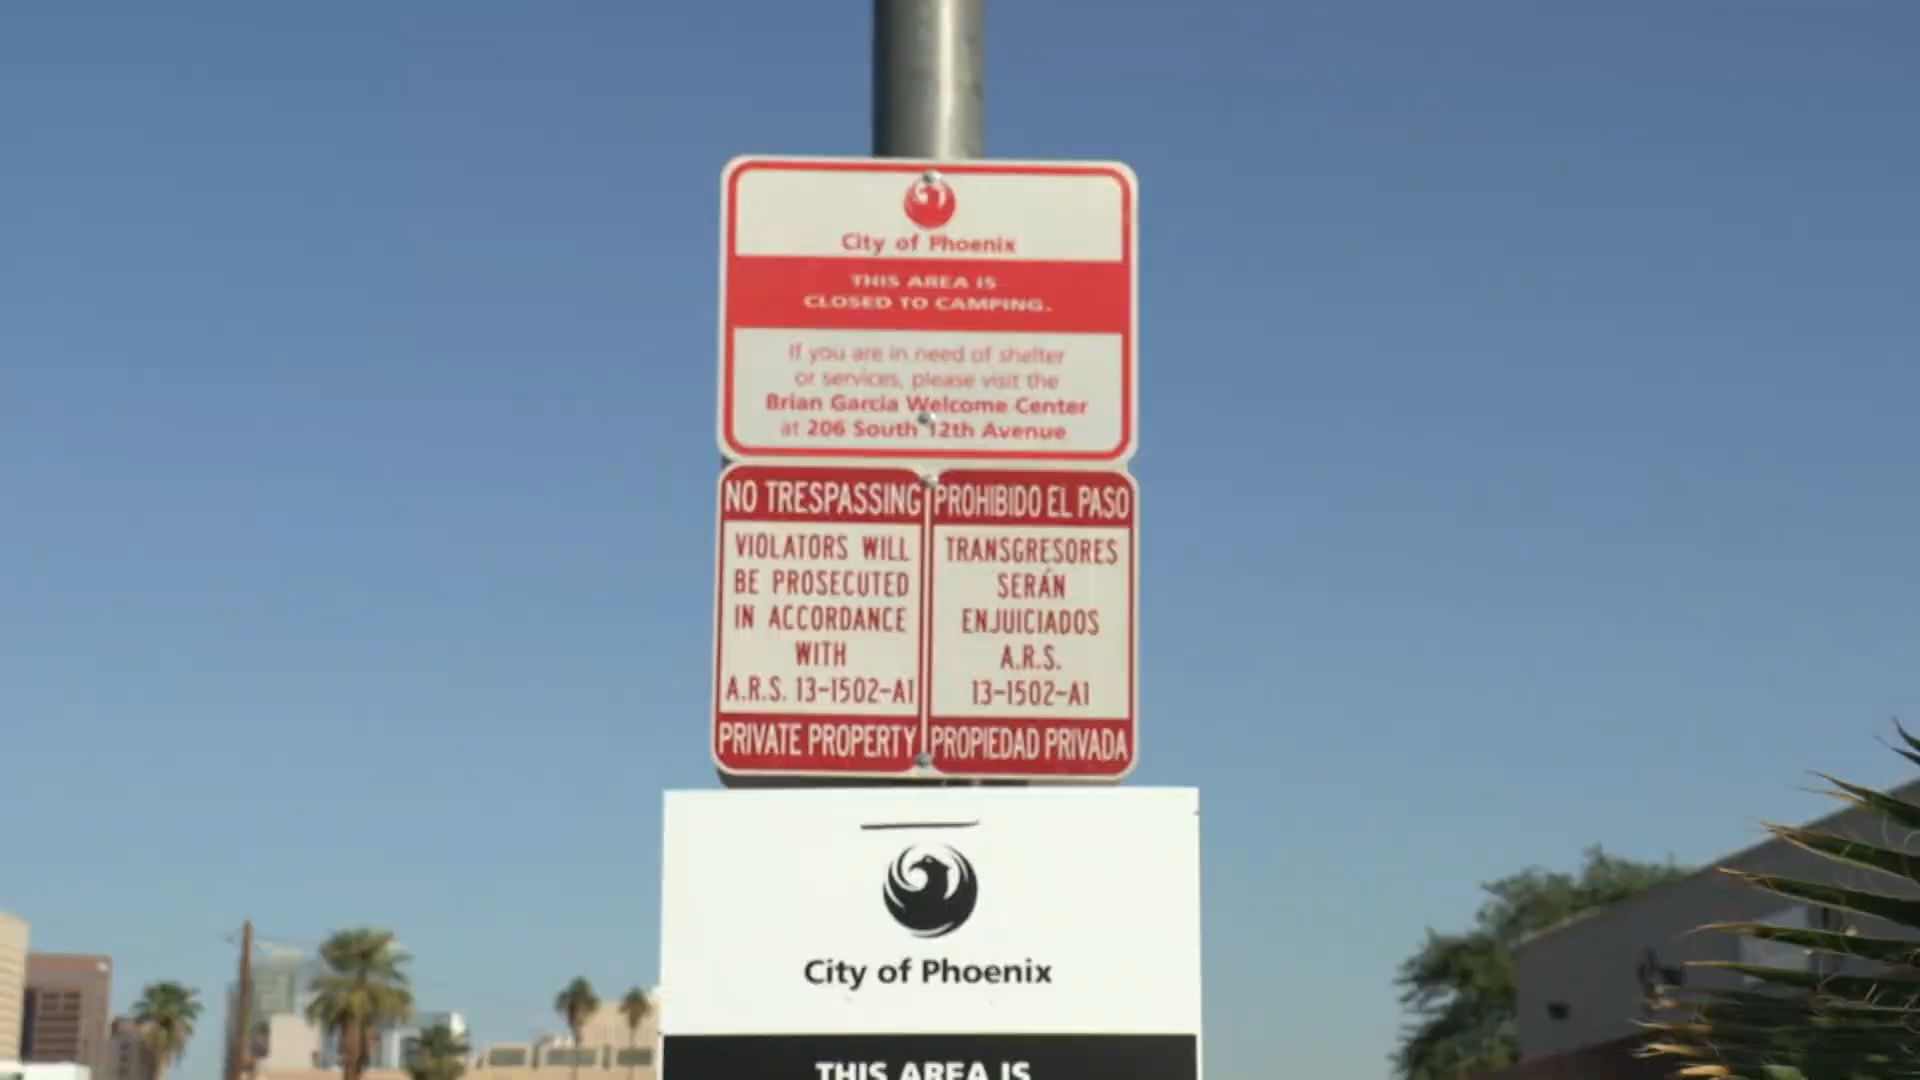 City of Phoenix
THIS AREA IS
CLOSED TO CAMPING.
If you are in need of shelter
or services, please visit the
Brian Garcia Welcome Center
at 206 South 12th Avenue
NO TRESPASSING
VIOLATORS WILL
BE PROSECUTED
IN ACCORDANCE
WITH
A.R.S. 13-1502-A1
PRIVATE PROPERTY
PROHIBIDO EL PASO
TRANSGRESORES
SERÁN
ENJUICIADOS
A.R.S.
13-1502-A1
PROPIEDAD PRIVADA
City of Phoenix
THIS AREA IS